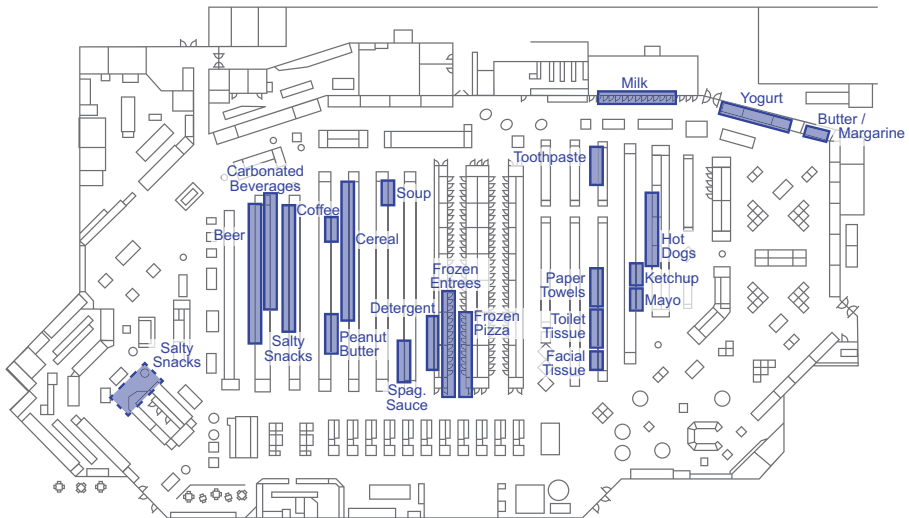 Milk
Yogurt
Butter /
Margarine
Toothpaste
Carbonated
Beverages
Soup
Coffee
Beer
Cereal
Hot
Dogs
Frozen
Entrees
Paper
Towels
Ketchup
Mayo
Detergent
Frozen
Pizza
Toilet
Tissue
Salty
Snacks
Salty
Snacks
Peanut
Butter
Facial
Tissue
Spag.
Sauce